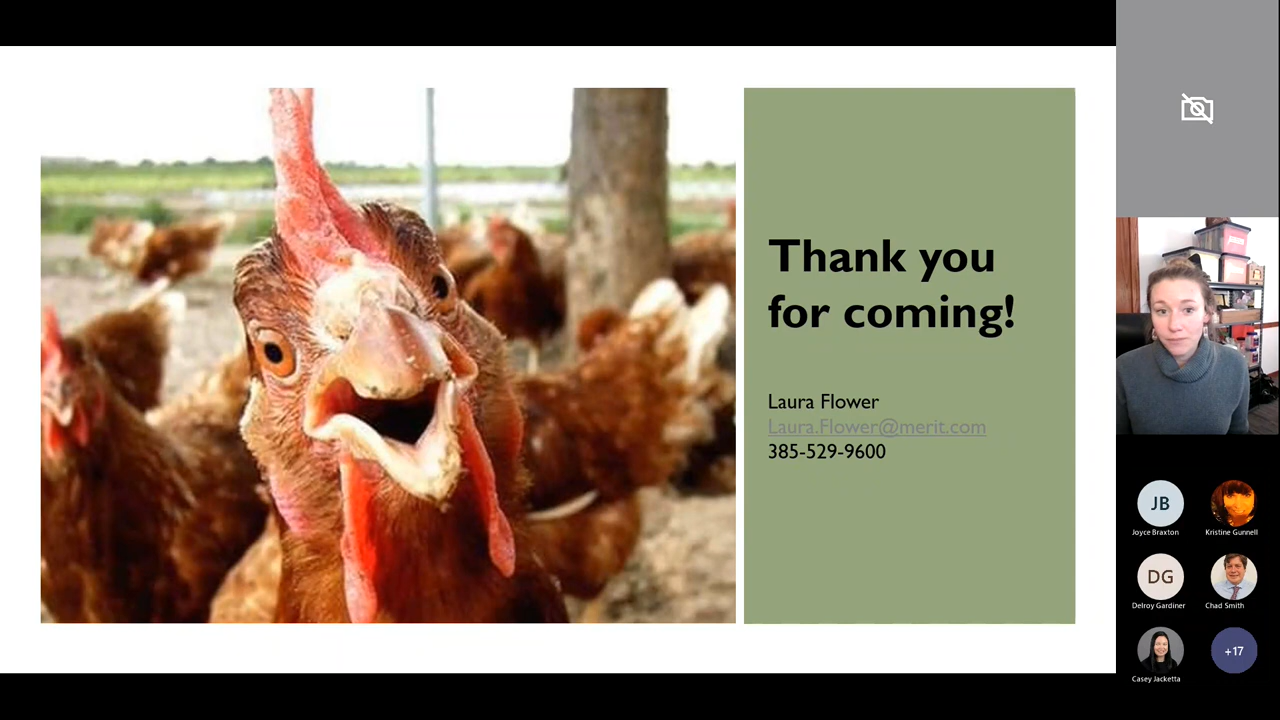 Thank you
for coming!
Laura Flower
Laura.Flower@merit.com
385-529-9600
JB
Joyce Braxton
Kristine Gunnell
DG
Delroy Gardiner
Chad Smith
Casey Jacketta
+17